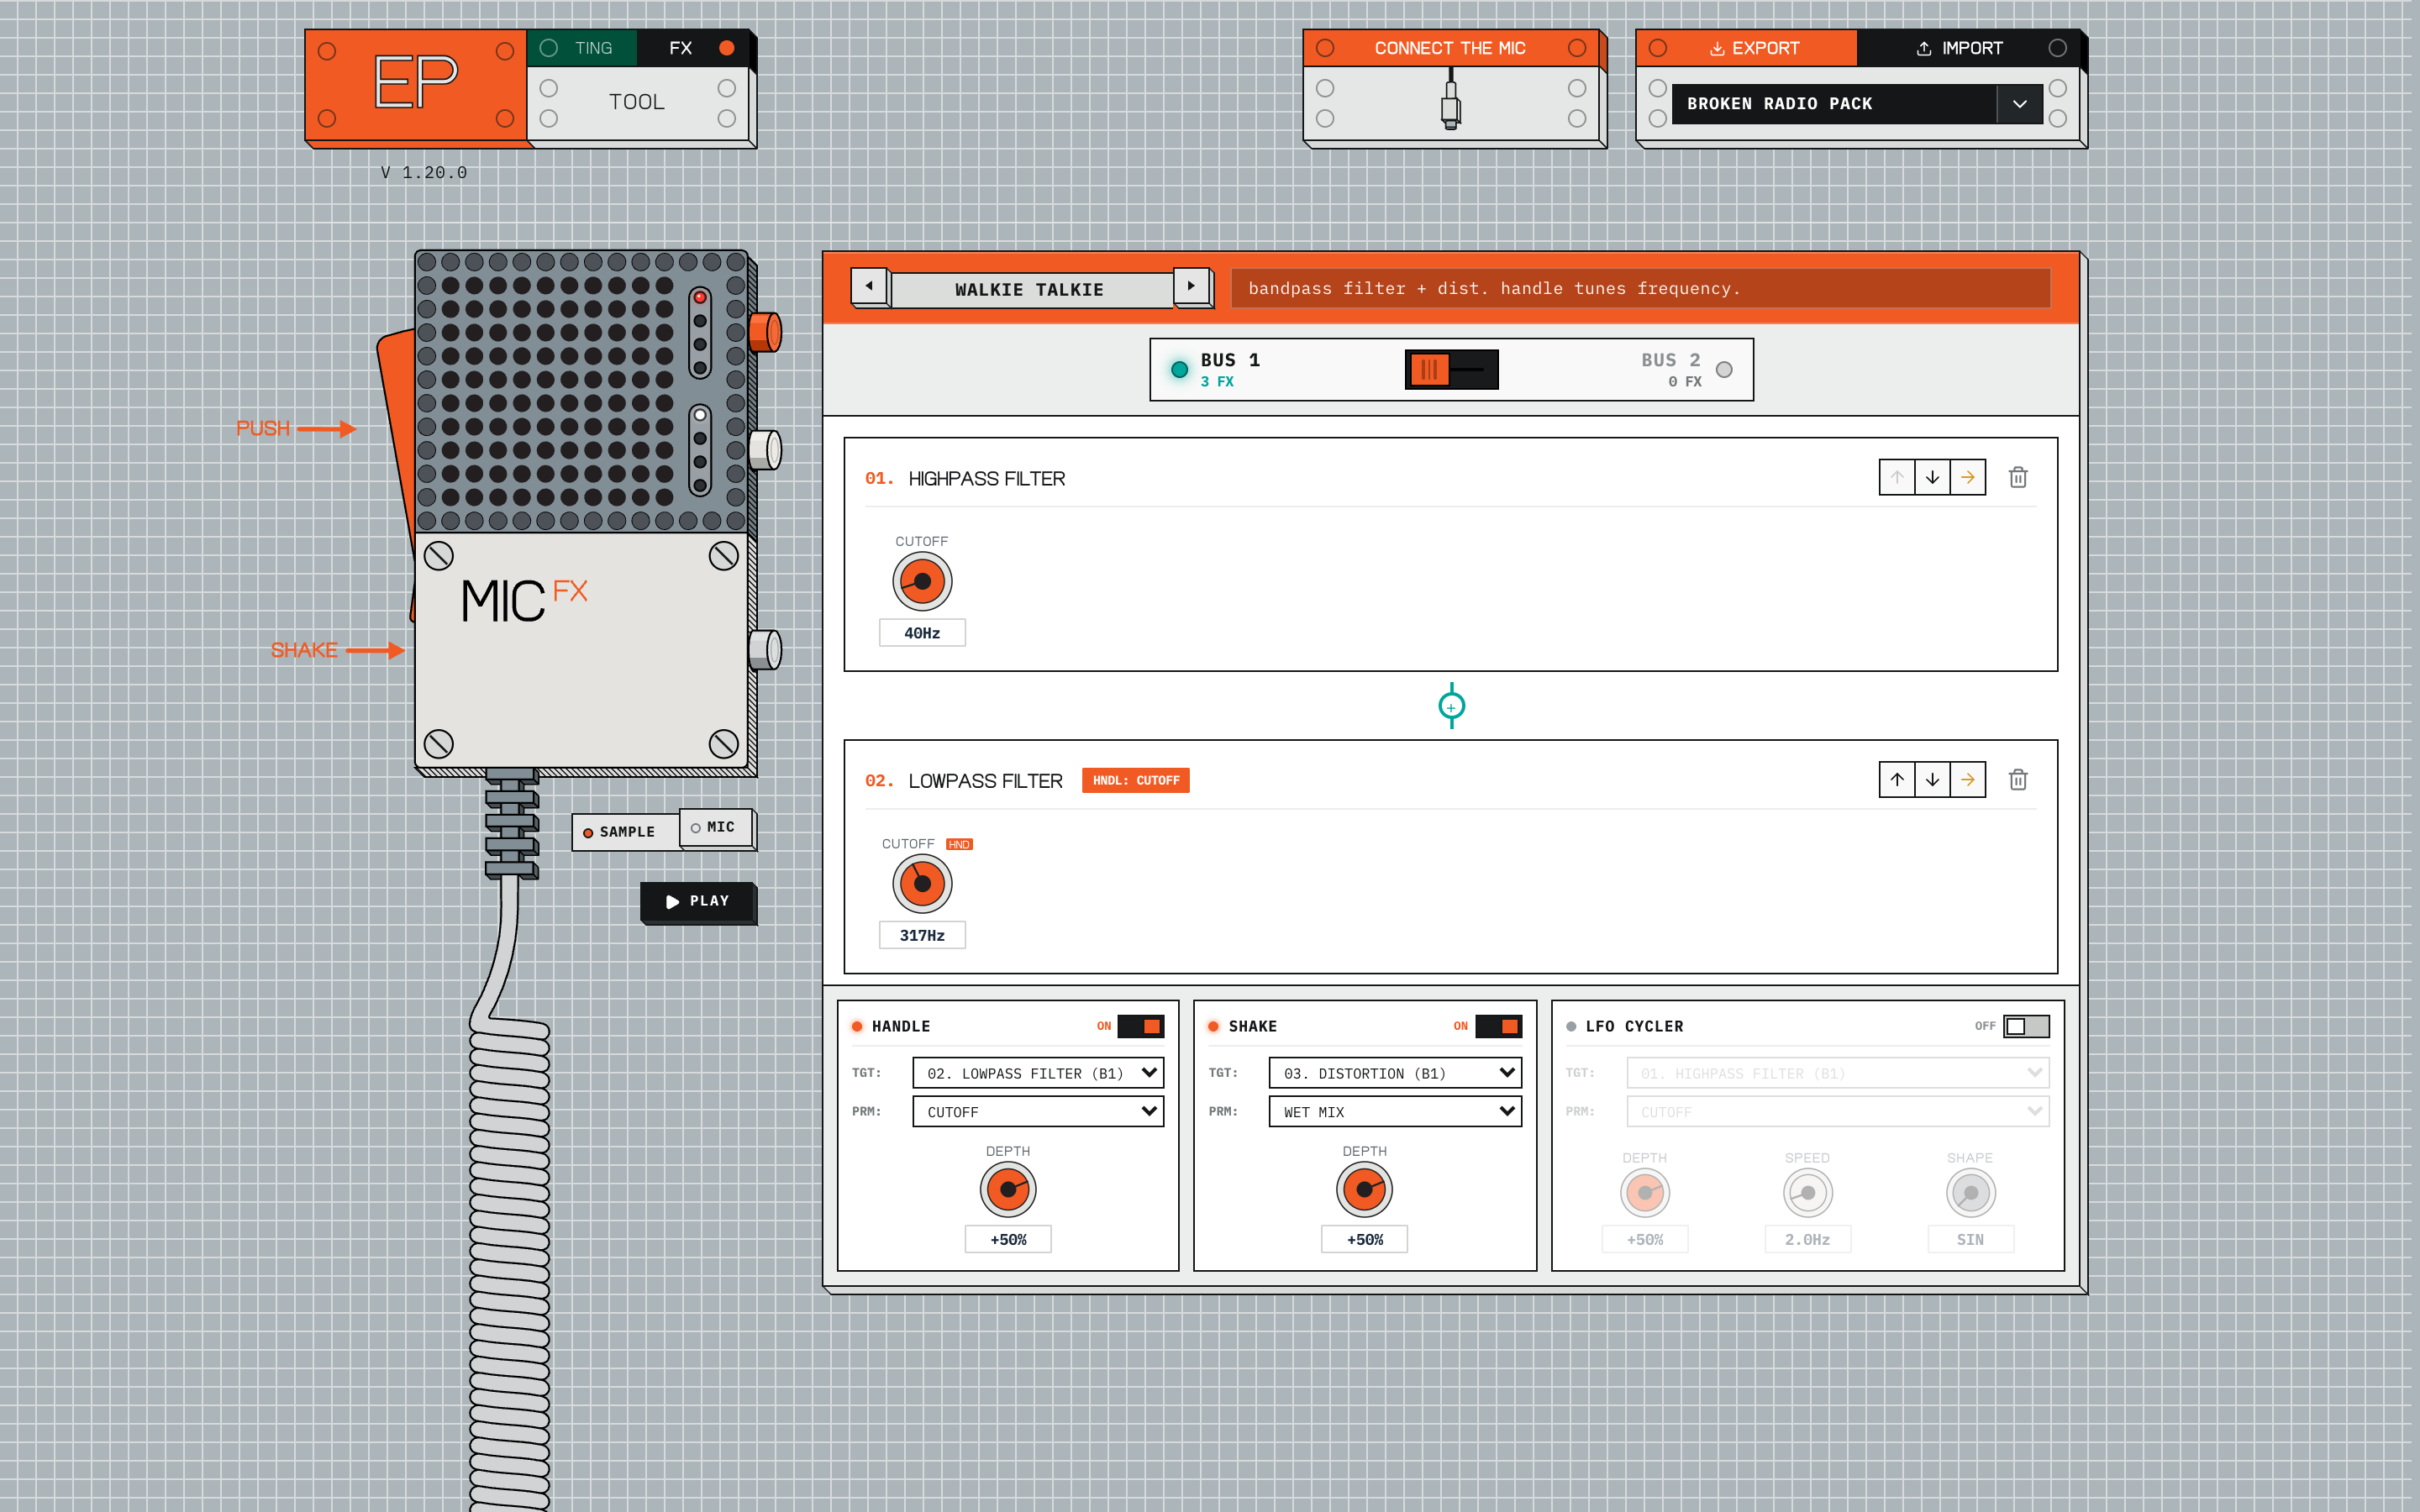 EP
TING
FX
TOOL
V 1.20.0
CONNECT THE MIC
EXPORT
IMPORT
BROKEN RADIO PACK
WALKIE TALKIE
bandpass filter + dist. handle tunes frequency.
BUS 1
3 FX
BUS 2
0 FX
PUSH
SHAKE
MIC FX
SAMPLE
MIC
PLAY
01. HIGHPASS FILTER
CUTOFF
40Hz
+
02. LOWPASS FILTER HNDL: CUTOFF
CUTOFF HND
317Hz
HANDLE ON
TGT: 02. LOWPASS FILTER (B1)
PRM: CUTOFF
DEPTH
+50%
SHAKE ON
TGT: 03. DISTORTION (B1)
PRM: WET MIX
DEPTH
+50%
LFO CYCLER OFF
TGT: 01. HIGHPASS FILTER (B1)
PRM: CUTOFF
DEPTH SPEED SHAPE
+50% 2.0Hz SIN